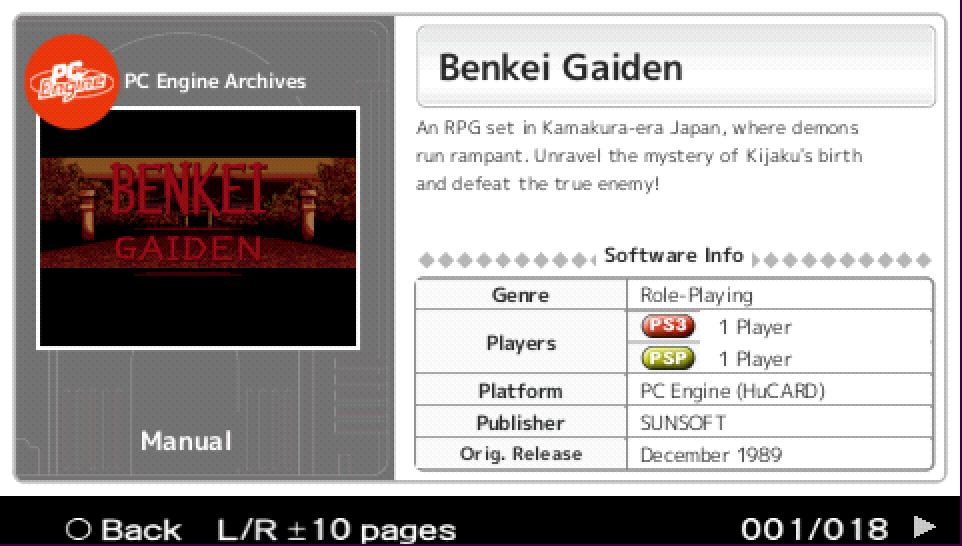 PC Engine
PC Engine Archives
BENKEI
GAIDEN
Manual
Benkei Gaiden
An RPG set in Kamakura-era Japan, where demons
run rampant. Unravel the mystery of Kijaku's birth
and defeat the true enemy!
Software Info
Genre Role-Playing
Players PS3 1 Player
PSP 1 Player
Platform PC Engine (HuCARD)
Publisher SUNSOFT
Orig. Release December 1989
○ Back L/R ±10 pages 001/018 ▶